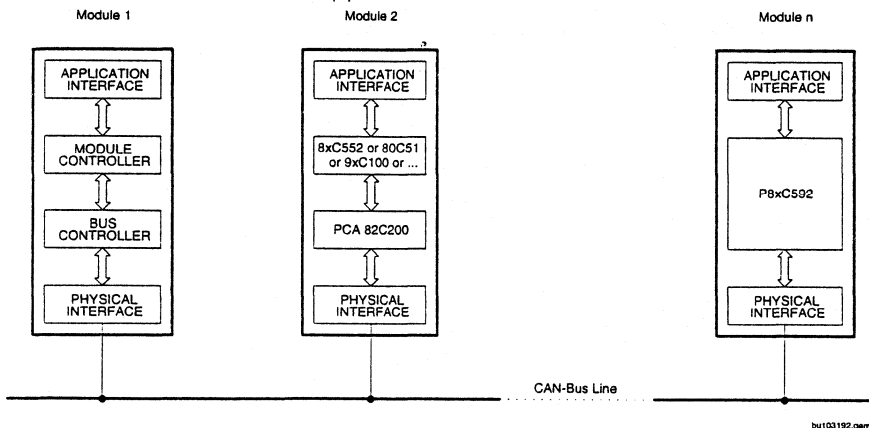 Module 1
Module 2
Module n
APPLICATION
INTERFACE
MODULE
CONTROLLER
BUS
CONTROLLER
PHYSICAL
INTERFACE
APPLICATION
INTERFACE
8xC552 or 80C51
or 9xC100 or ...
PCA 82C200
PHYSICAL
INTERFACE
APPLICATION
INTERFACE
P8xC592
PHYSICAL
INTERFACE
CAN-Bus Line
bu103192.gem